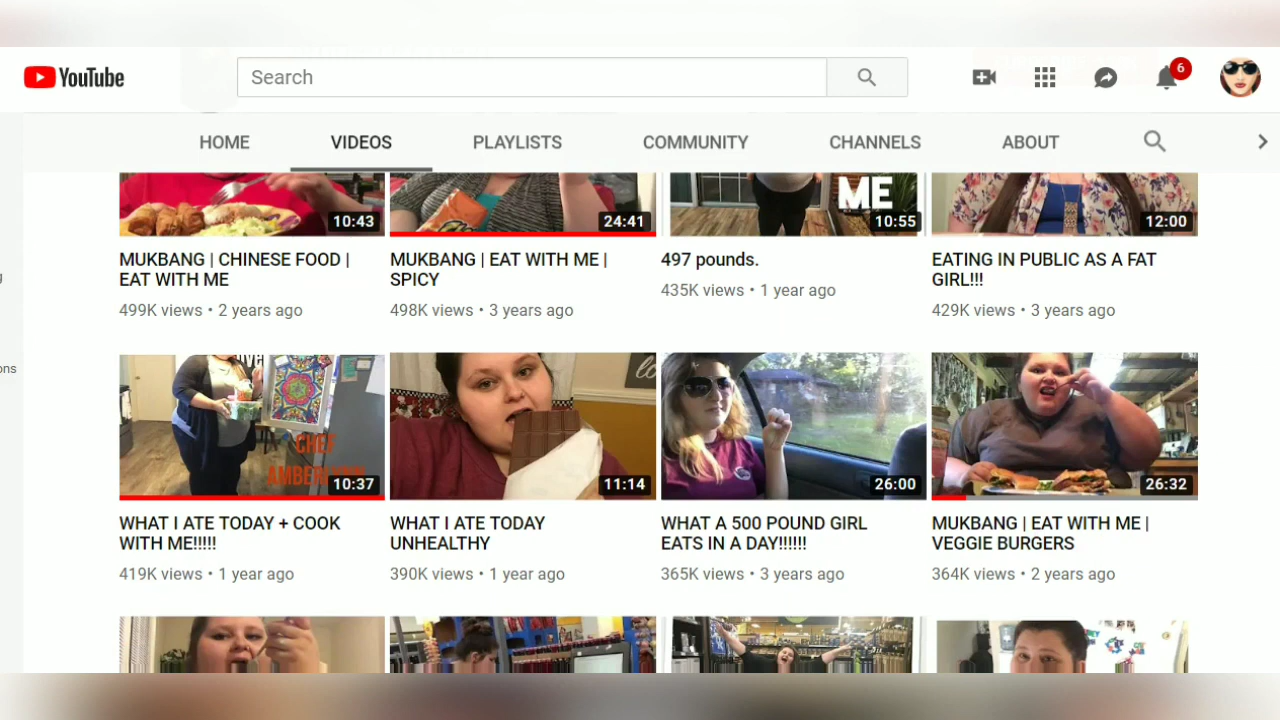 YouTube
Search
6
HOME
VIDEOS
PLAYLISTS
COMMUNITY
CHANNELS
ABOUT
ME
10:43
24:41
10:55
12:00
MUKBANG | CHINESE FOOD |
EAT WITH ME
499K views • 2 years ago
MUKBANG | EAT WITH ME |
SPICY
498K views • 3 years ago
497 pounds.
435K views • 1 year ago
EATING IN PUBLIC AS A FAT
GIRL!!!
429K views • 3 years ago
ons
CHEF
10:37
11:14
26:00
26:32
WHAT I ATE TODAY + COOK
WITH ME!!!!!
419K views • 1 year ago
WHAT I ATE TODAY
UNHEALTHY
390K views • 1 year ago
WHAT A 500 POUND GIRL
EATS IN A DAY!!!!!!
365K views • 3 years ago
MUKBANG | EAT WITH ME |
VEGGIE BURGERS
364K views • 2 years ago